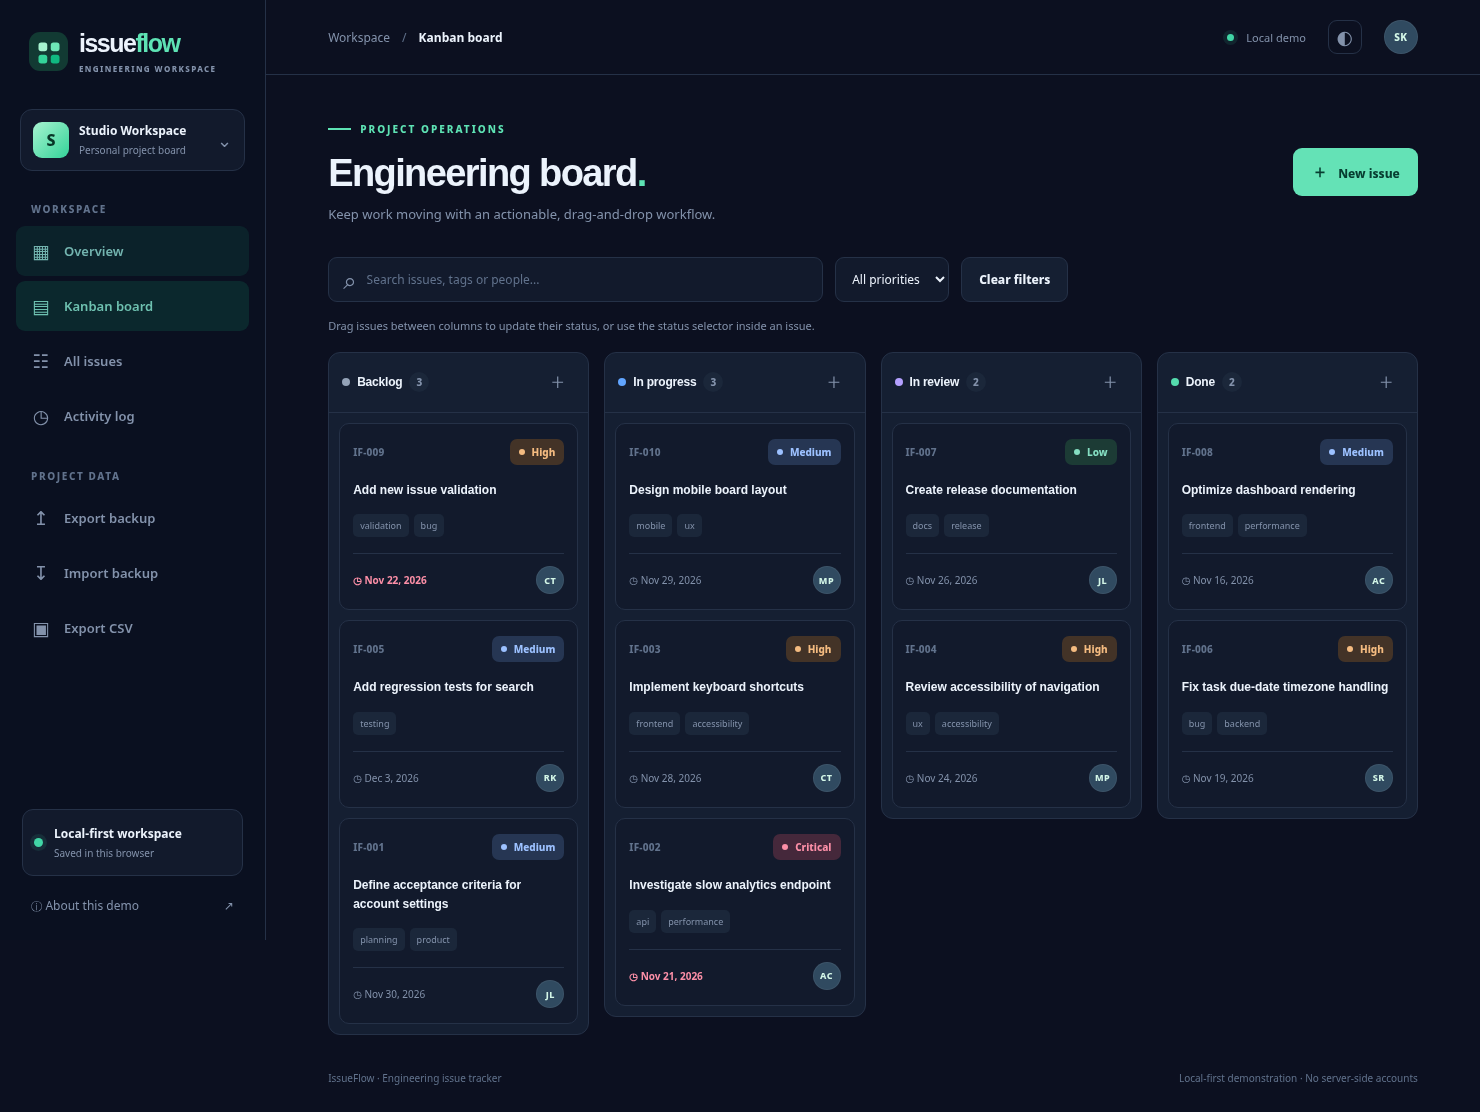 issueflow
ENGINEERING WORKSPACE
S
Studio Workspace
Personal project board
WORKSPACE
Overview
Kanban board
All issues
Activity log
PROJECT DATA
Export backup
Import backup
Export CSV
Local-first workspace
Saved in this browser
About this demo
Workspace / Kanban board
Local demo
SK
PROJECT OPERATIONS
Engineering board.
Keep work moving with an actionable, drag-and-drop workflow.
+ New issue
Search issues, tags or people...
All priorities
Clear filters
Drag issues between columns to update their status, or use the status selector inside an issue.
Backlog 3 +
IF-009 High
Add new issue validation
validation bug
Nov 22, 2026 CT
IF-005 Medium
Add regression tests for search
testing
Dec 3, 2026 RK
IF-001 Medium
Define acceptance criteria for
account settings
planning product
Nov 30, 2026 JL
In progress 3 +
IF-010 Medium
Design mobile board layout
mobile ux
Nov 29, 2026 MP
IF-003 High
Implement keyboard shortcuts
frontend accessibility
Nov 28, 2026 CT
IF-002 Critical
Investigate slow analytics endpoint
api performance
Nov 21, 2026 AC
In review 2 +
IF-007 Low
Create release documentation
docs release
Nov 26, 2026 JL
IF-004 High
Review accessibility of navigation
ux accessibility
Nov 24, 2026 MP
Done 2 +
IF-008 Medium
Optimize dashboard rendering
frontend performance
Nov 16, 2026 AC
IF-006 High
Fix task due-date timezone handling
bug backend
Nov 19, 2026 SR
IssueFlow · Engineering issue tracker
Local-first demonstration · No server-side accounts